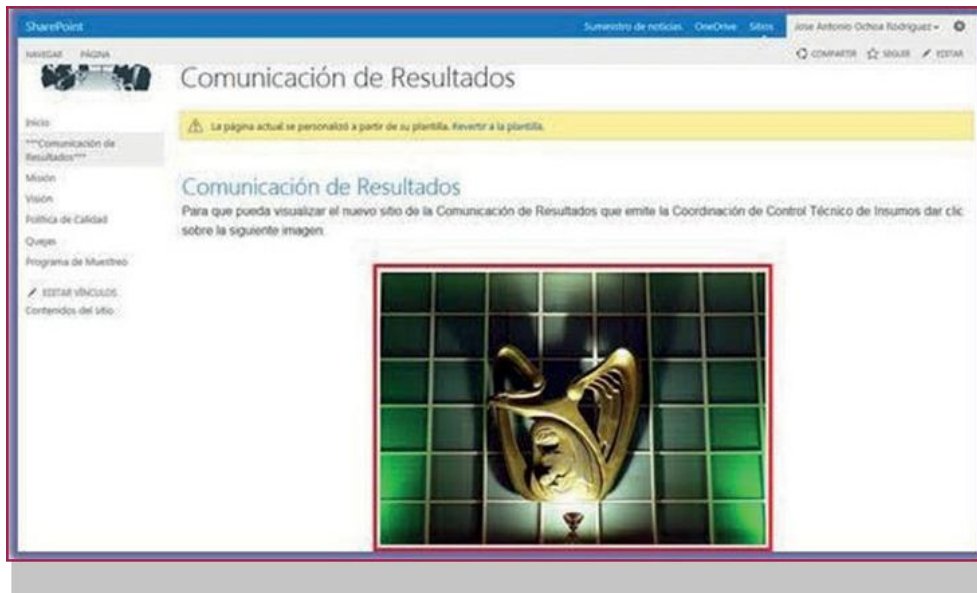 SharePoint
Suministro de noticias OneDrive Sitios Jose Antonio Ochoa Rodriguez
NAVEGAR PÁGINA
COMPARTIR SEGUIR EDITAR
Comunicación de Resultados
La página actual se personalizó a partir de su plantilla. Revertir a la plantilla.
Inicio
***Comunicación de
Resultados***
Misión
Visión
Política de Calidad
Quejas
Programa de Muestreo
EDITAR VÍNCULOS
Contenidos del sitio
Comunicación de Resultados
Para que pueda visualizar el nuevo sitio de la Comunicación de Resultados que emite la Coordinación de Control Técnico de Insumos dar clic
sobre la siguiente imagen